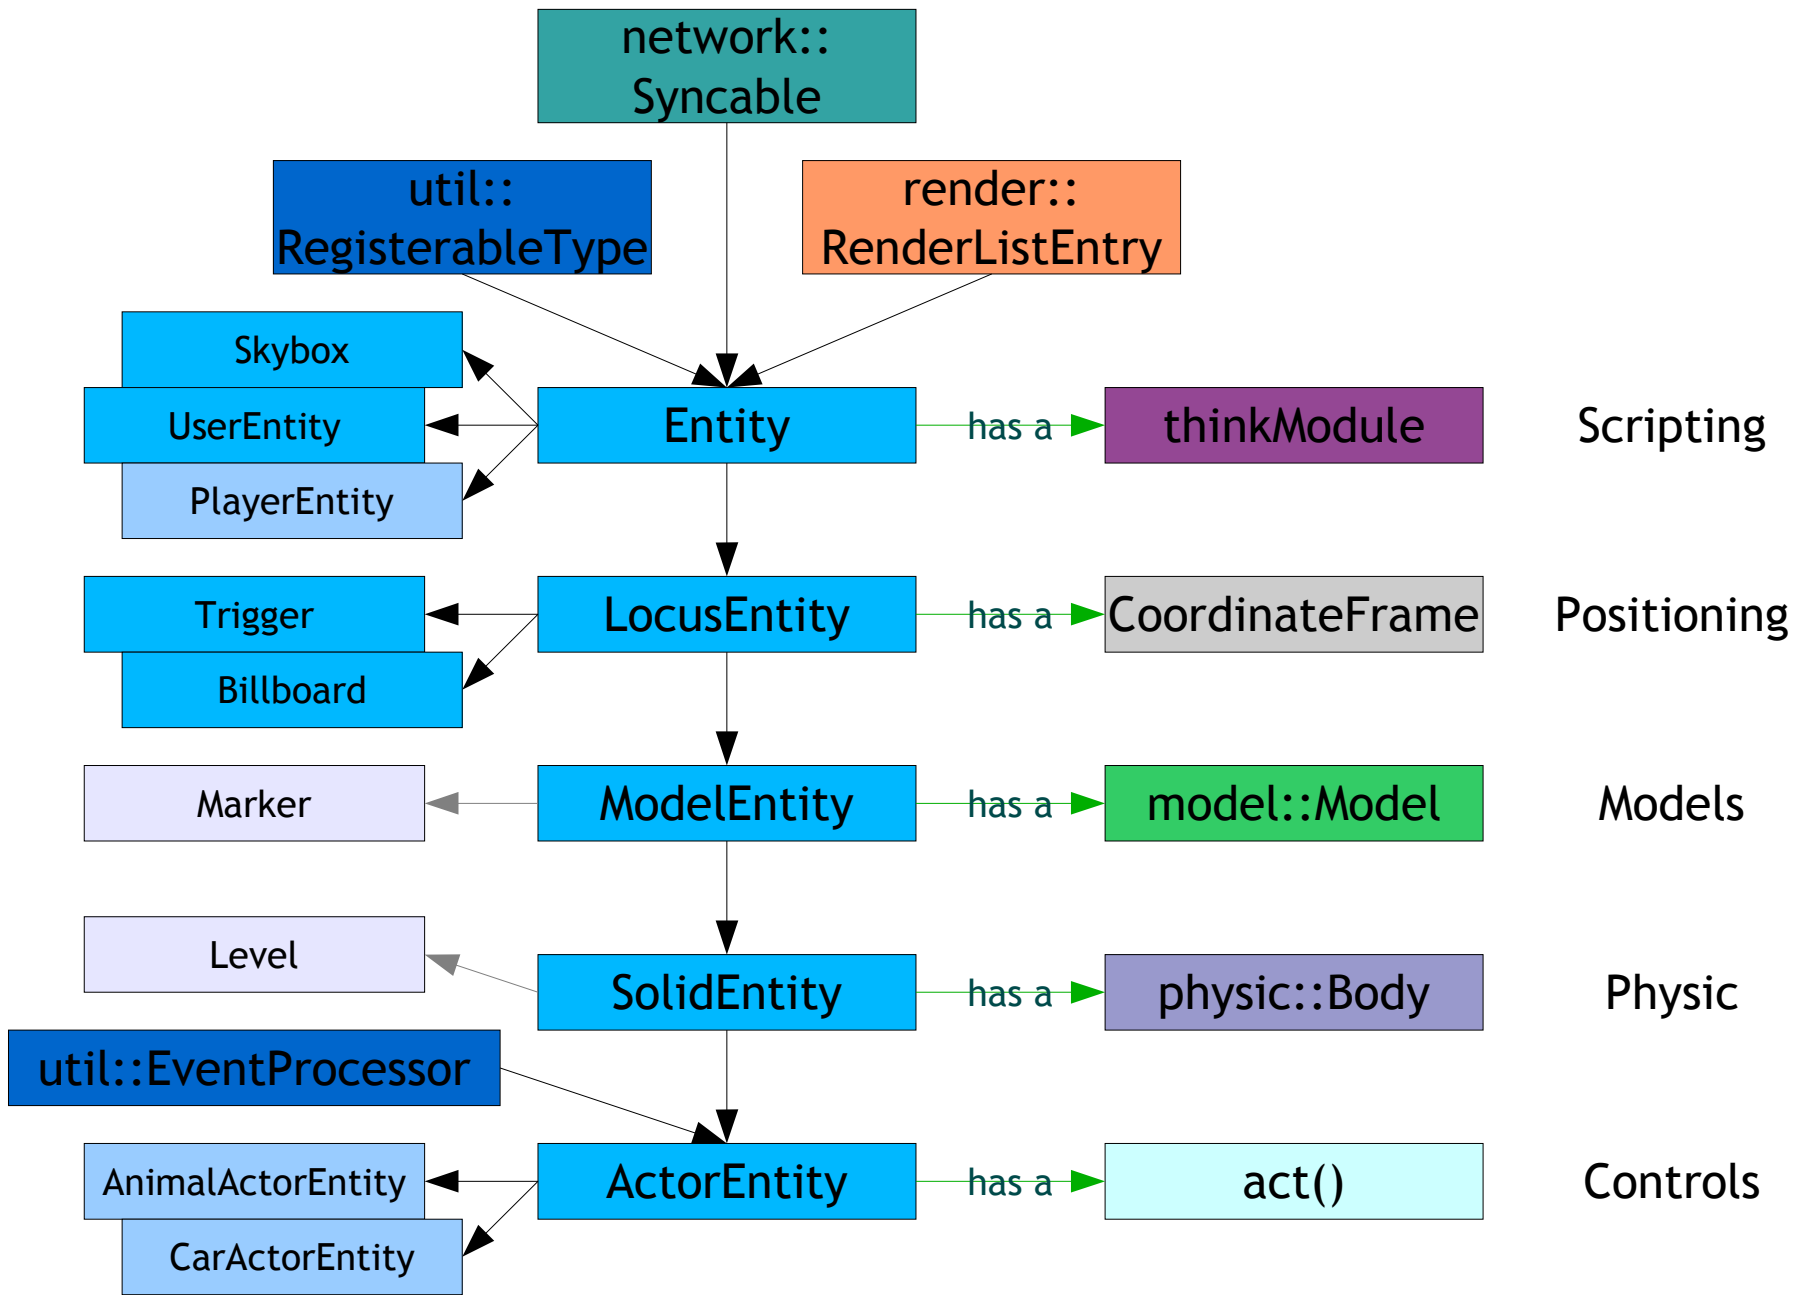 network::
Syncable
util::
RegisterableType
render::
RenderListEntry
Skybox
UserEntity
PlayerEntity
Entity
has a
thinkModule
Scripting
Trigger
Billboard
LocusEntity
has a
CoordinateFrame
Positioning
Marker
ModelEntity
has a
model::Model
Models
Level
SolidEntity
has a
physic::Body
Physic
util::EventProcessor
AnimalActorEntity
CarActorEntity
ActorEntity
has a
act()
Controls